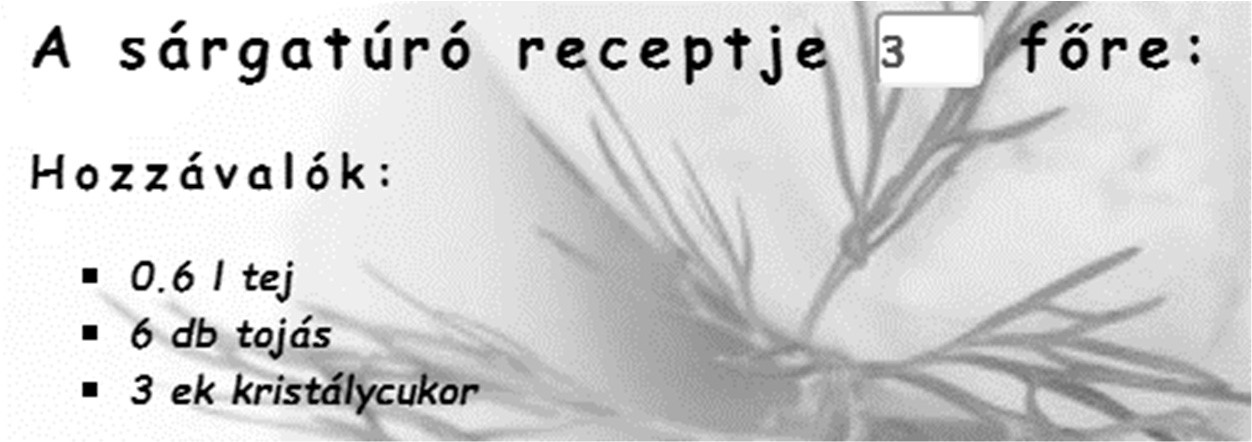 A sárgatúró receptje 3 főre:
Hozzávalók:
▪ 0.6 l tej
▪ 6 db tojás
▪ 3 ek kristálycukor